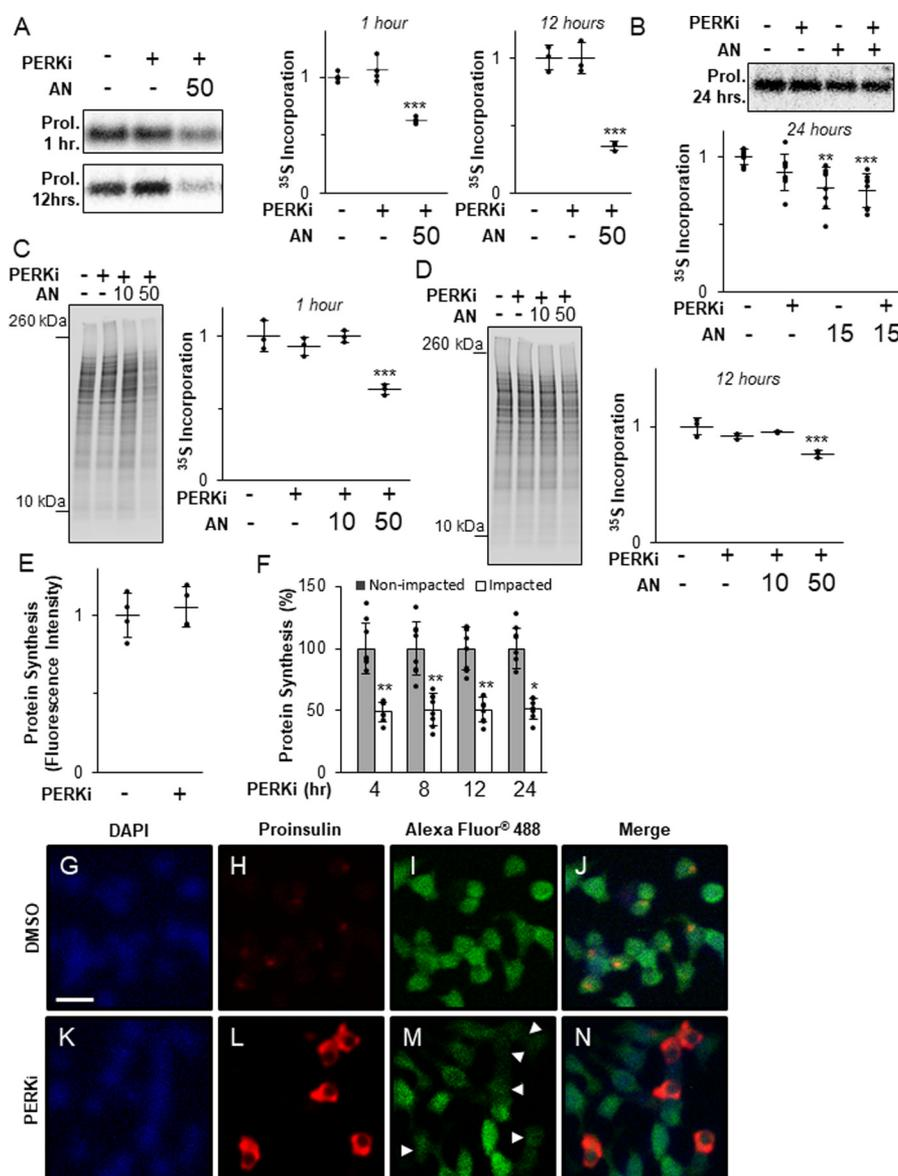 A
PERKi - + +
AN - - 50
Prol.
1 hr.
Prol.
12hrs.
1 hour
35S Incorporation
1
0
***
PERKi - + +
AN - - 50
12 hours
35S Incorporation
1
0
***
PERKi - + +
AN - - 50
B
PERKi - + - +
AN - - + +
Prol.
24 hrs.
24 hours
35S Incorporation
1
0
** ***
PERKi - + - +
AN - - 15 15
C
PERKi - + + +
AN - - 10 50
260 kDa
10 kDa
1 hour
35S Incorporation
1
0
***
PERKi - + + +
AN - - 10 50
D
PERKi - + + +
AN - - 10 50
260 kDa
10 kDa
12 hours
35S Incorporation
1
0
***
PERKi - + + +
AN - - 10 50
E
Protein Synthesis
(Fluorescence Intensity)
1
0
PERKi - +
F
Non-impacted Impacted
Protein Synthesis (%)
150
100
50
0
** ** ** *
PERKi (hr) 4 8 12 24
DAPI Proinsulin Alexa Fluor® 488 Merge
DMSO
G H I J
PERKi
K L M N